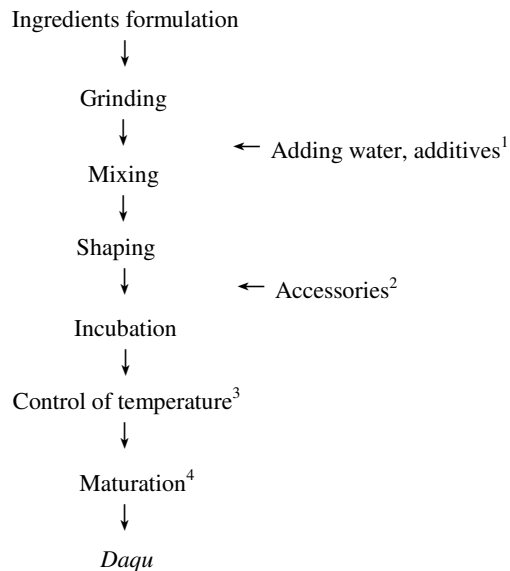 Ingredients formulation
Grinding
Adding water, additives¹
Mixing
Shaping
Accessories²
Incubation
Control of temperature³
Maturation⁴
Daqu